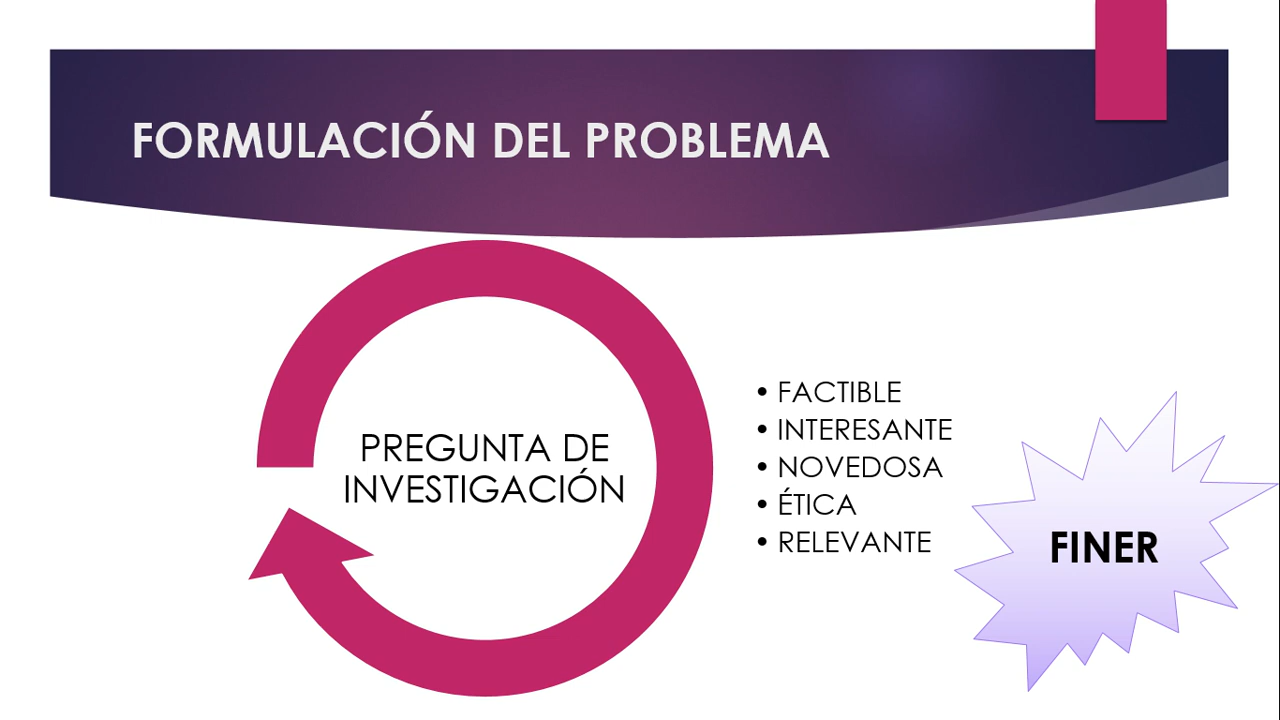 FORMULACIÓN DEL PROBLEMA
PREGUNTA DE
INVESTIGACIÓN
• FACTIBLE
• INTERESANTE
• NOVEDOSA
• ÉTICA
• RELEVANTE
FINER